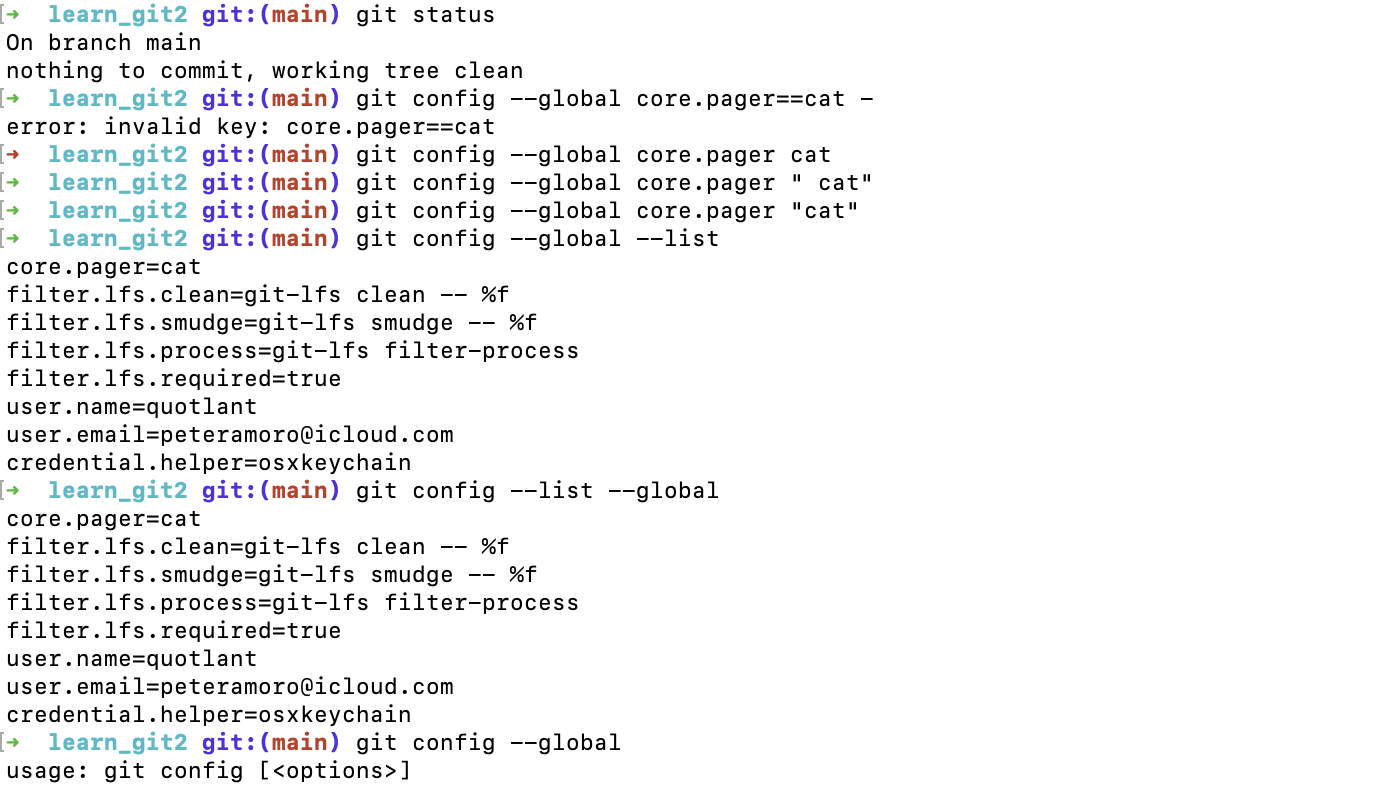 [➜  learn_git2 git:(main) git status
On branch main
nothing to commit, working tree clean
[➜  learn_git2 git:(main) git config --global core.pager==cat -
error: invalid key: core.pager==cat
[➜  learn_git2 git:(main) git config --global core.pager cat
[➜  learn_git2 git:(main) git config --global core.pager " cat"
[➜  learn_git2 git:(main) git config --global core.pager "cat"
[➜  learn_git2 git:(main) git config --global --list
core.pager=cat
filter.lfs.clean=git-lfs clean -- %f
filter.lfs.smudge=git-lfs smudge -- %f
filter.lfs.process=git-lfs filter-process
filter.lfs.required=true
user.name=quotlant
user.email=peteramoro@icloud.com
credential.helper=osxkeychain
[➜  learn_git2 git:(main) git config --list --global
core.pager=cat
filter.lfs.clean=git-lfs clean -- %f
filter.lfs.smudge=git-lfs smudge -- %f
filter.lfs.process=git-lfs filter-process
filter.lfs.required=true
user.name=quotlant
user.email=peteramoro@icloud.com
credential.helper=osxkeychain
[➜  learn_git2 git:(main) git config --global
usage: git config [<options>]